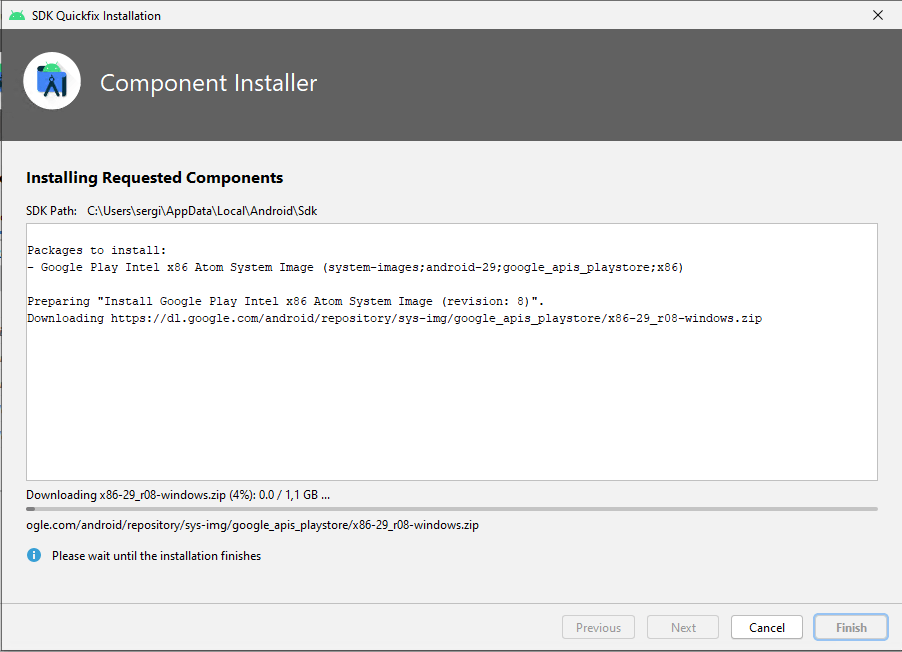 SDK Quickfix Installation
Component Installer
Installing Requested Components
SDK Path: C:\Users\sergi\AppData\Local\Android\Sdk
Packages to install:
- Google Play Intel x86 Atom System Image (system-images;android-29;google_apis_playstore;x86)
Preparing "Install Google Play Intel x86 Atom System Image (revision: 8)".
Downloading https://dl.google.com/android/repository/sys-img/google_apis_playstore/x86-29_r08-windows.zip
Downloading x86-29_r08-windows.zip (4%): 0.0 / 1,1 GB ...
ogle.com/android/repository/sys-img/google_apis_playstore/x86-29_r08-windows.zip
Please wait until the installation finishes
Previous Next Cancel Finish